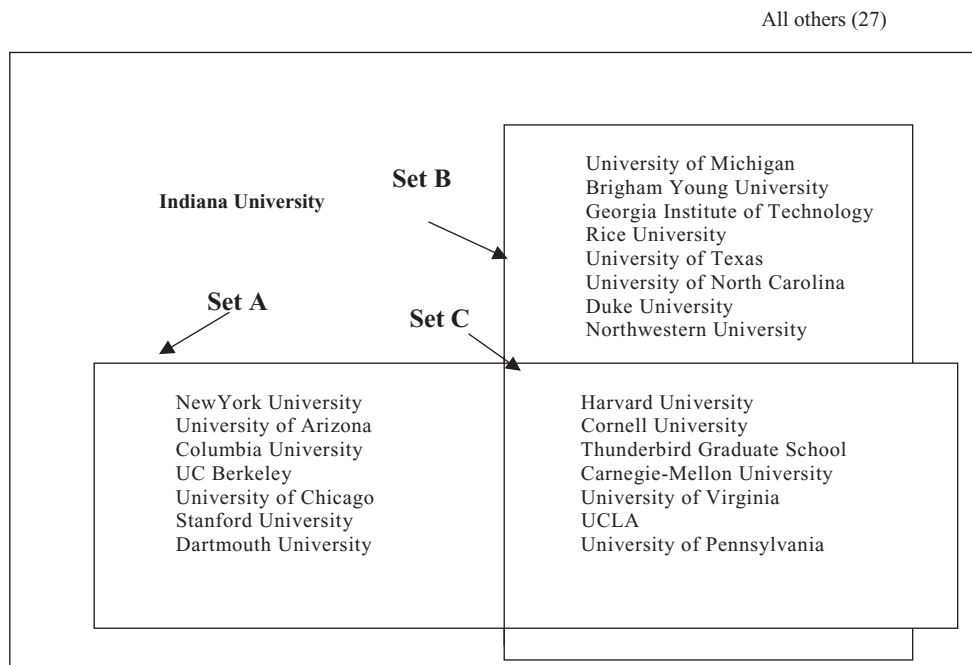 All others (27)
University of Michigan
Brigham Young University
Georgia Institute of Technology
Rice University
University of Texas
University of North Carolina
Duke University
Northwestern University
Set B
Indiana University
Set A
Set C
NewYork University
University of Arizona
Columbia University
UC Berkeley
University of Chicago
Stanford University
Dartmouth University
Harvard University
Cornell University
Thunderbird Graduate School
Carnegie-Mellon University
University of Virginia
UCLA
University of Pennsylvania